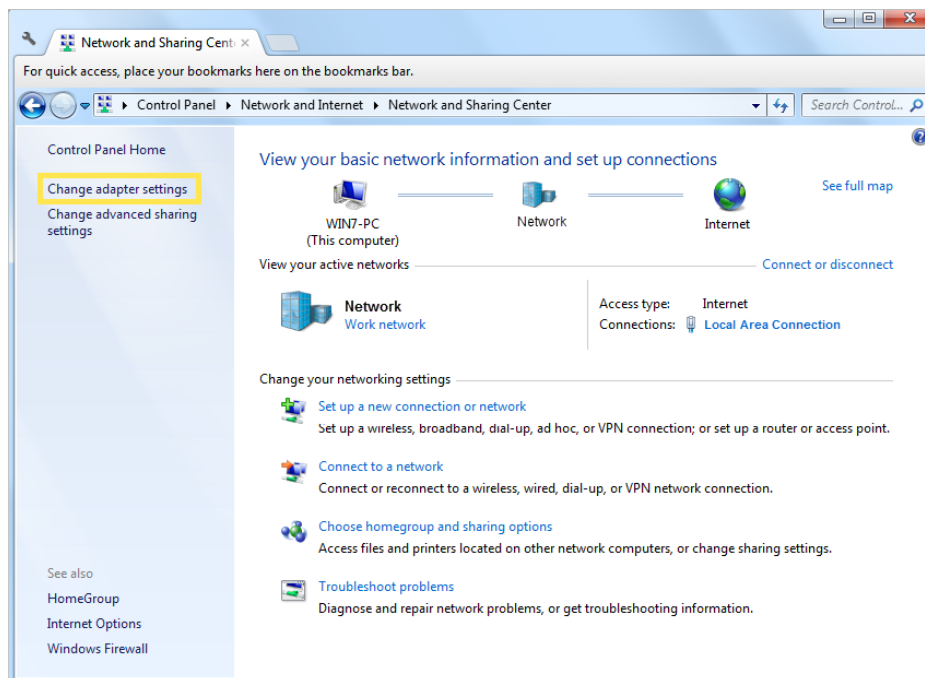 Network and Sharing Cent
For quick access, place your bookmarks here on the bookmarks bar.
Control Panel Network and Internet Network and Sharing Center Search Control...
Control Panel Home
Change adapter settings
Change advanced sharing
settings
View your basic network information and set up connections
See full map
WIN7-PC
(This computer)
Network
Internet
View your active networks Connect or disconnect
Network
Work network
Access type: Internet
Connections: Local Area Connection
Change your networking settings
Set up a new connection or network
Set up a wireless, broadband, dial-up, ad hoc, or VPN connection; or set up a router or access point.
Connect to a network
Connect or reconnect to a wireless, wired, dial-up, or VPN network connection.
Choose homegroup and sharing options
Access files and printers located on other network computers, or change sharing settings.
Troubleshoot problems
Diagnose and repair network problems, or get troubleshooting information.
See also
HomeGroup
Internet Options
Windows Firewall